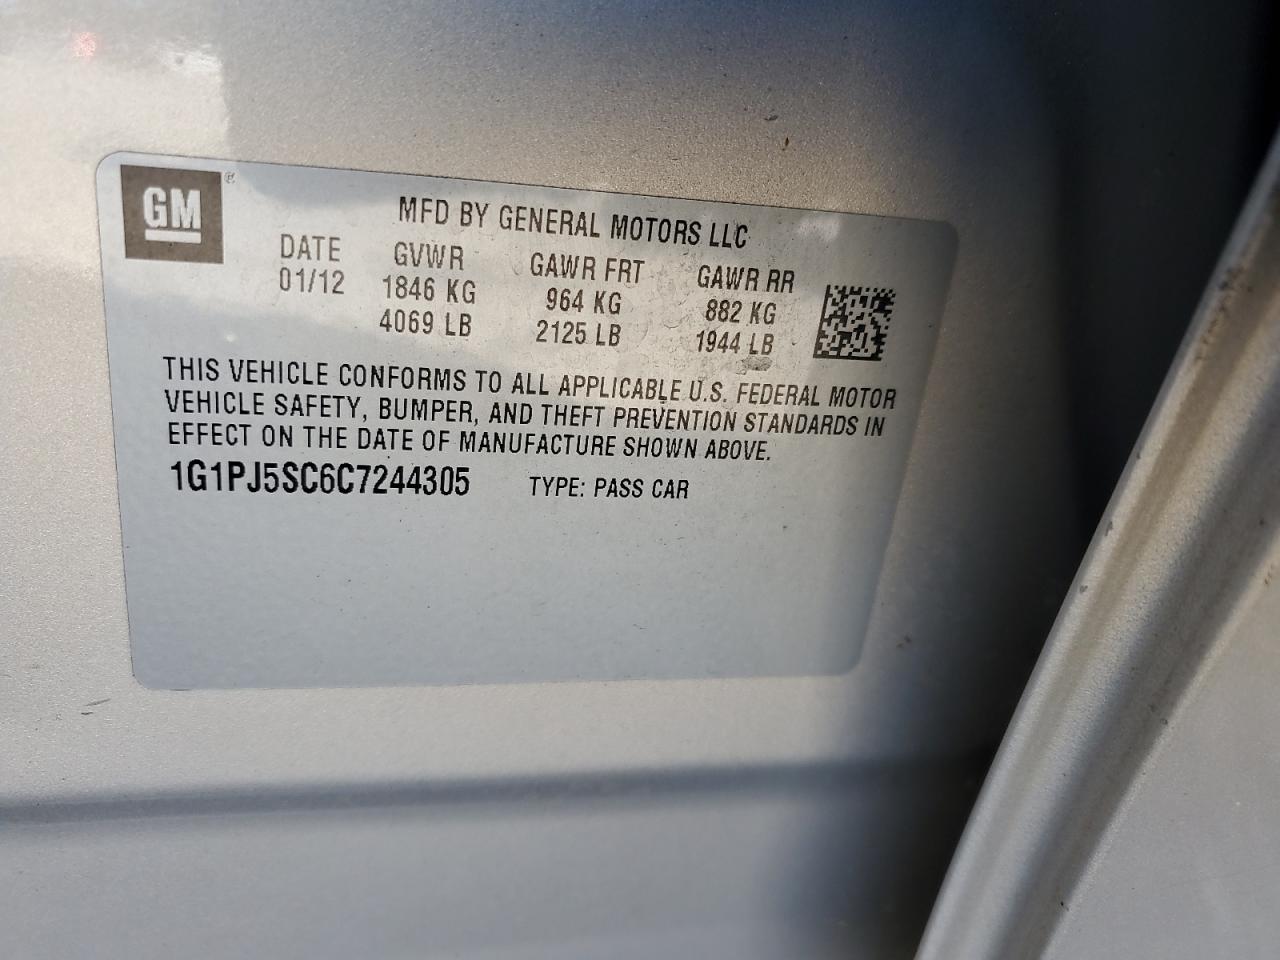 GM ®
MFD BY GENERAL MOTORS LLC
DATE GVWR GAWR FRT GAWR RR
01/12 1846 KG 964 KG 882 KG
4069 LB 2125 LB 1944 LB
THIS VEHICLE CONFORMS TO ALL APPLICABLE U.S. FEDERAL MOTOR
VEHICLE SAFETY, BUMPER, AND THEFT PREVENTION STANDARDS IN
EFFECT ON THE DATE OF MANUFACTURE SHOWN ABOVE.
1G1PJ5SC6C7244305 TYPE: PASS CAR